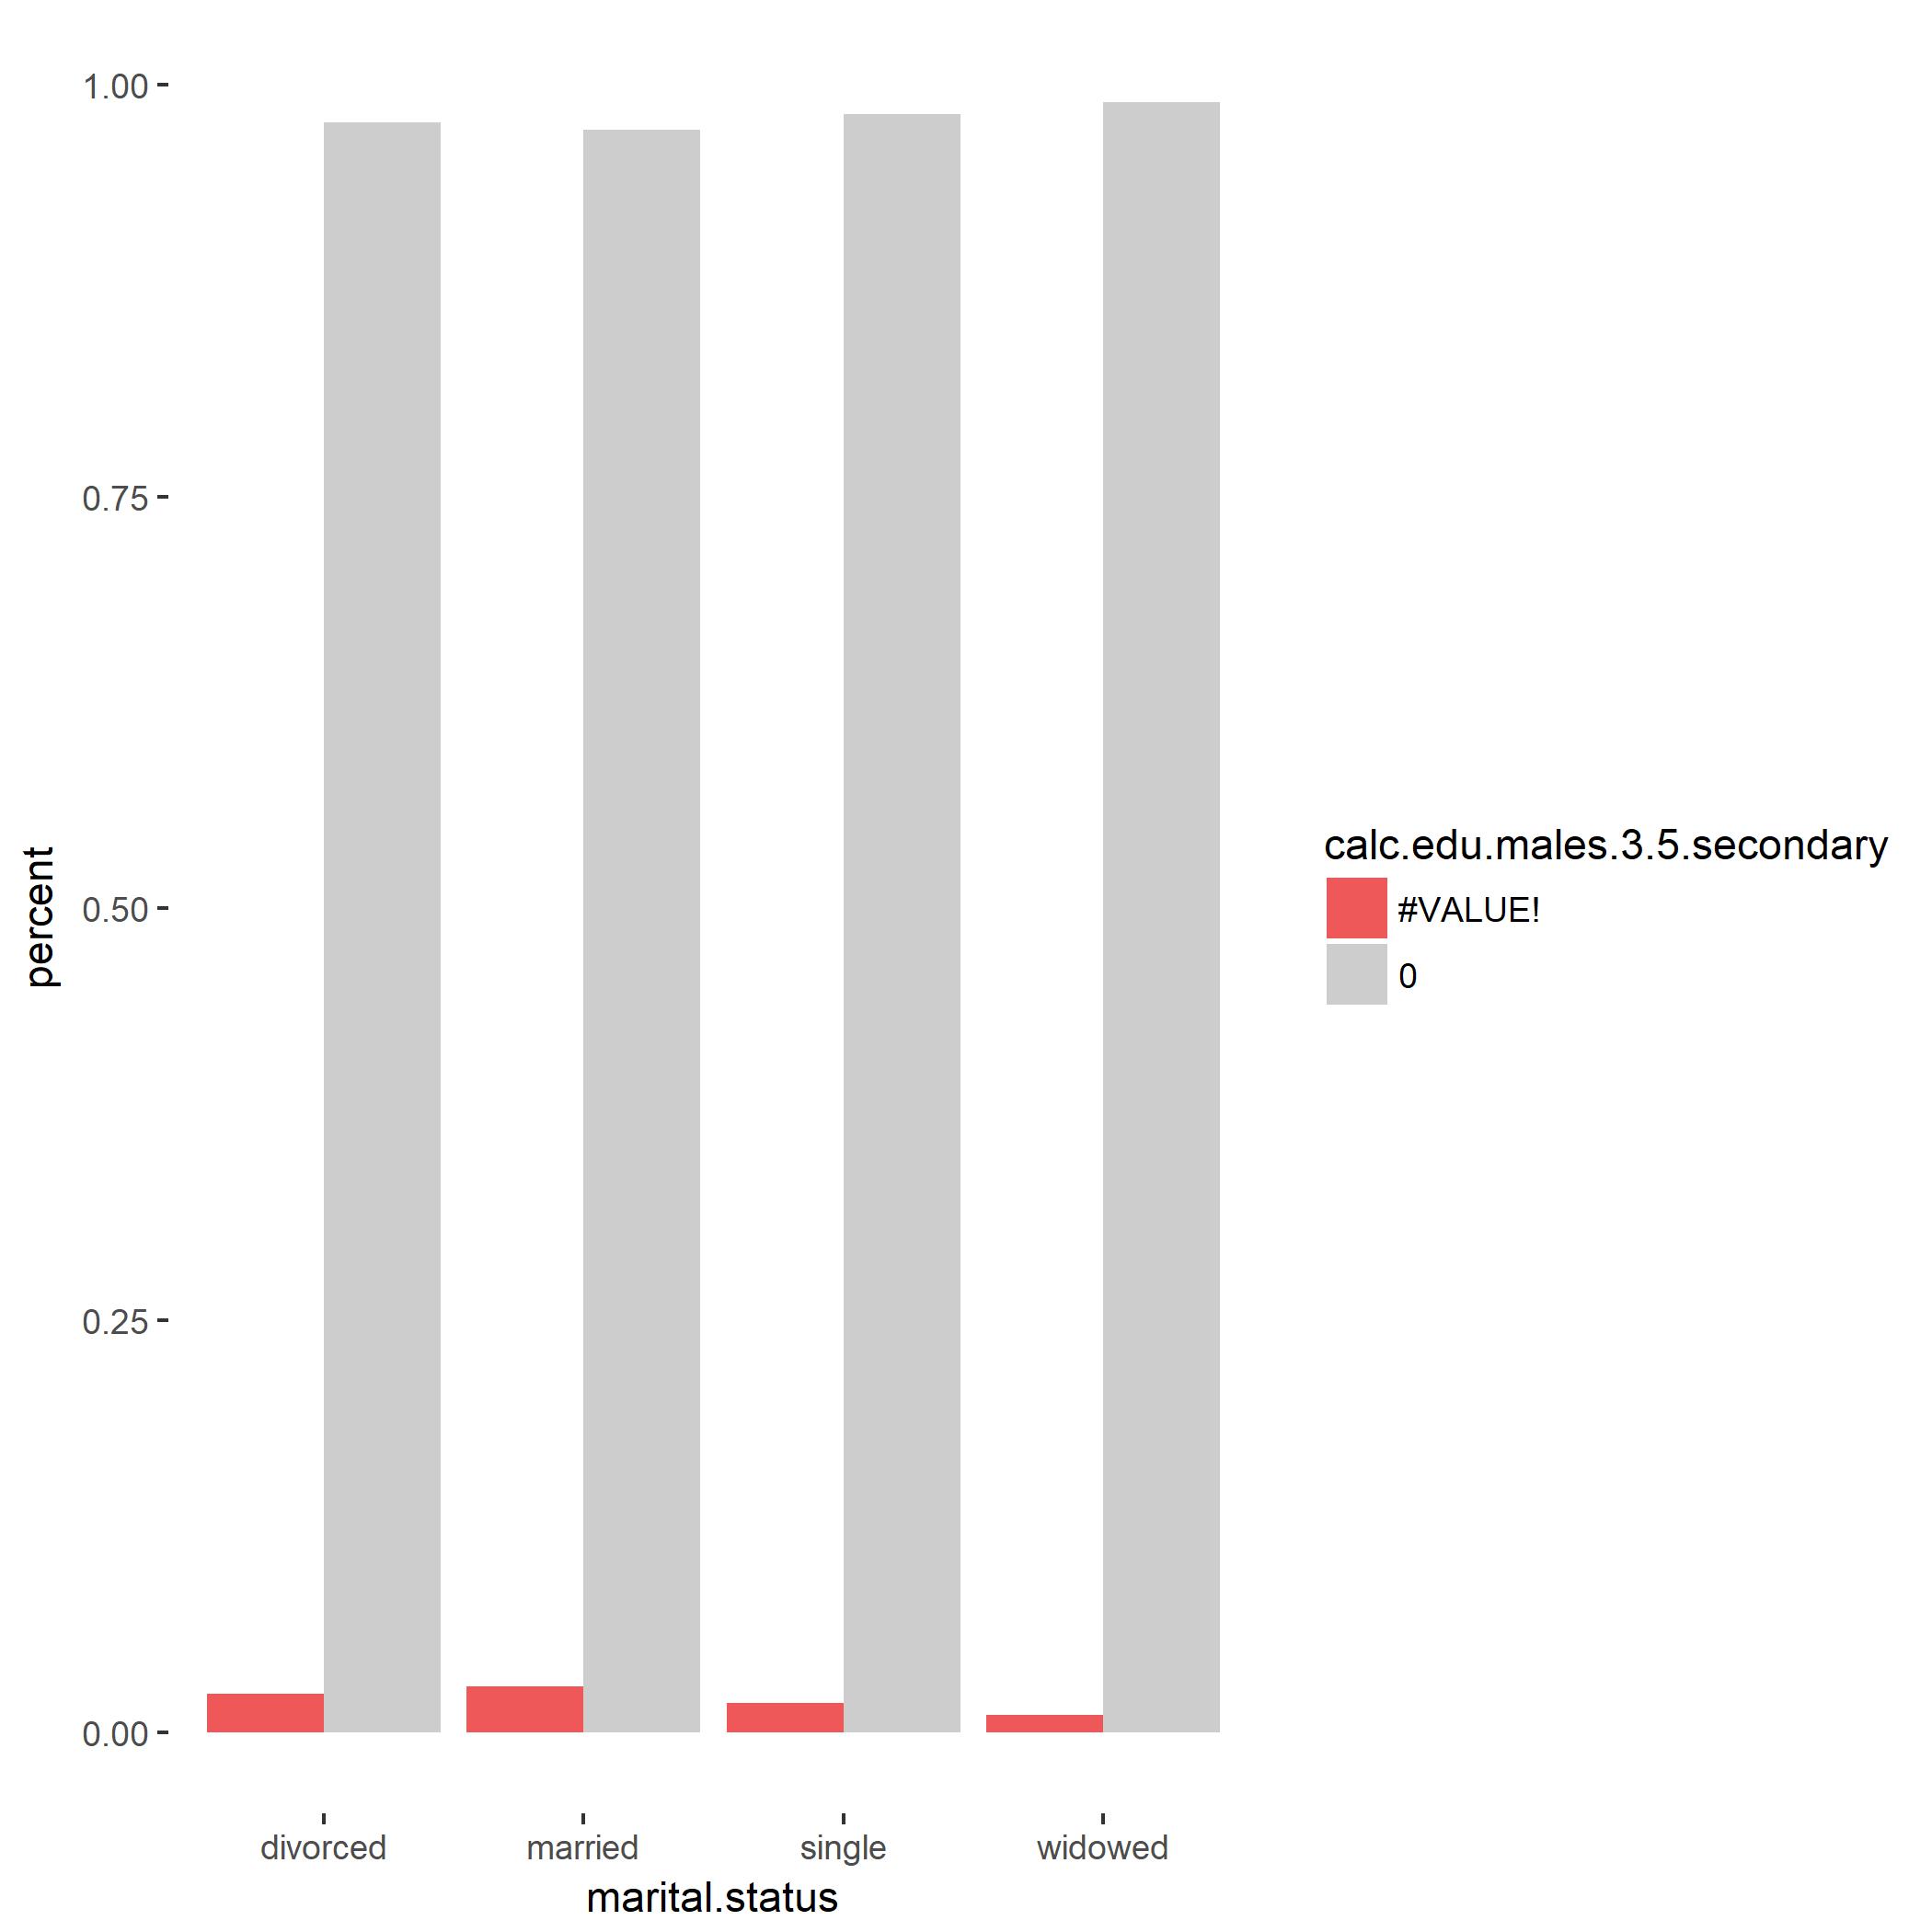 1.00
0.75
0.50
0.25
0.00
percent
divorced married single widowed
marital.status
calc.edu.males.3.5.secondary
#VALUE!
0